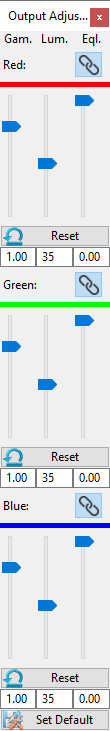 Output Adjus... x
Gam. Lum. Eql.
Red:
Reset
1.00 35 0.00
Green:
Reset
1.00 35 0.00
Blue:
Reset
1.00 35 0.00
Set Default